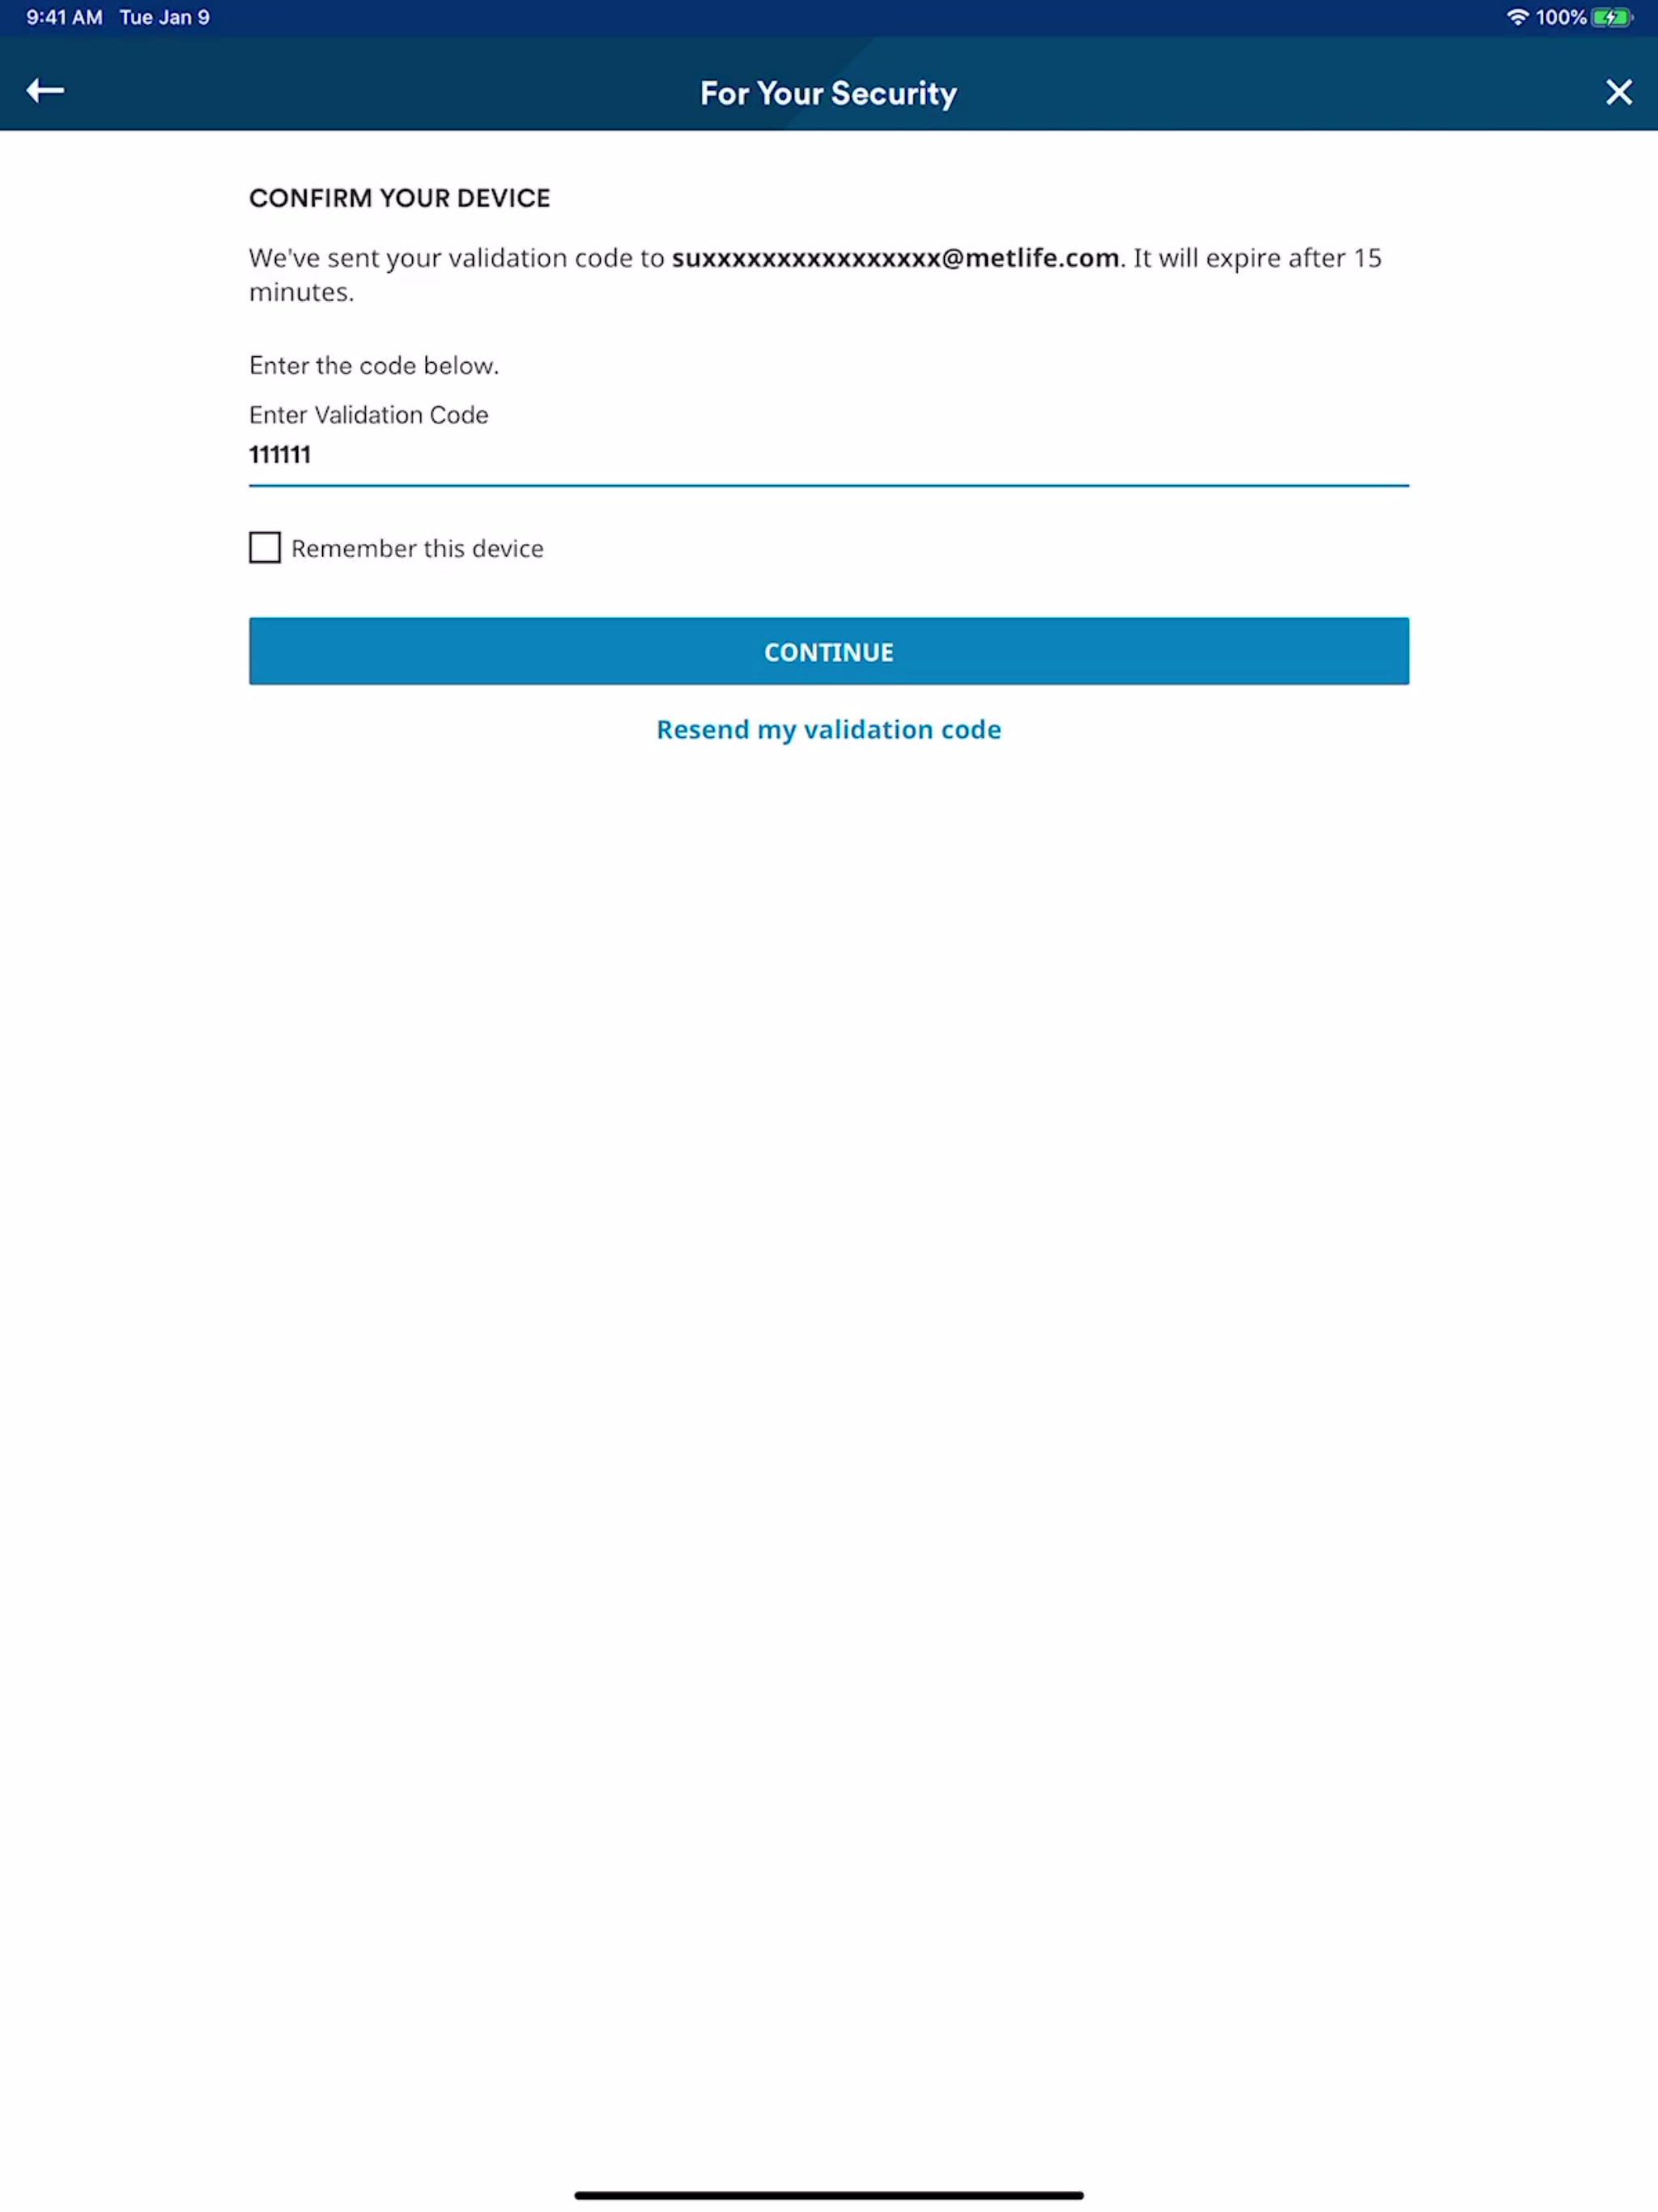 9:41 AM Tue Jan 9
100%
For Your Security
CONFIRM YOUR DEVICE
We've sent your validation code to suxxxxxxxxxxxxxxxx@metlife.com. It will expire after 15
minutes.
Enter the code below.
Enter Validation Code
111111
Remember this device
CONTINUE
Resend my validation code